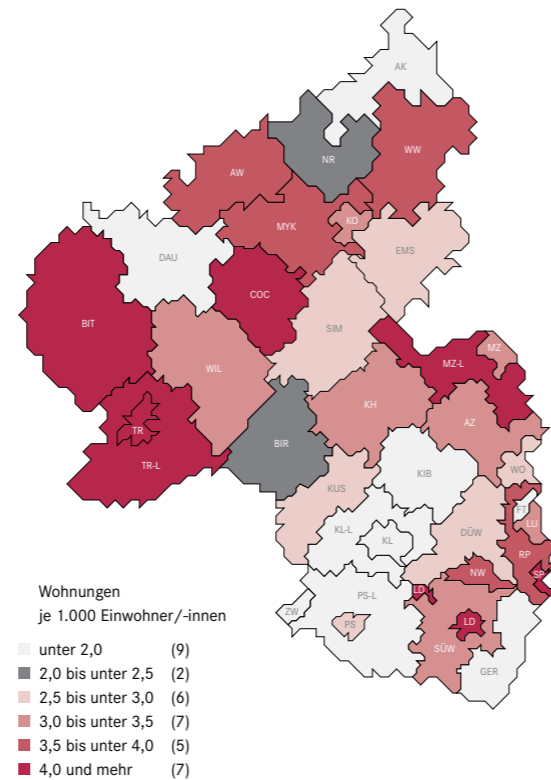 AK
NR
WW
AW
MYK
KO
EMS
DAU
COC
BIT
SIM
WIL
MZ-L
MZ
KH
AZ
TR
TR-L
BIR
KIB
WO
KUS
KL-L
KL
DÜW
FT
LU
RP
NW
SP
LD
PS-L
ZW
PS
LD
SÜW
GER
Wohnungen
je 1.000 Einwohner/-innen
unter 2,0 (9)
2,0 bis unter 2,5 (2)
2,5 bis unter 3,0 (6)
3,0 bis unter 3,5 (7)
3,5 bis unter 4,0 (5)
4,0 und mehr (7)